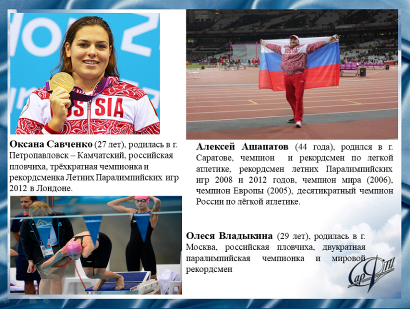 RUSSIA
Оксана Савченко (27 лет), родилась в г.
Петропавловск – Камчатский, российская
пловчиха, трёхкратная чемпионка и
рекордсменка Летних Паралимпийских игр
2012 в Лондоне.
Алексей Ашапатов (44 года), родился в г.
Саратове, чемпион и рекордсмен по легкой
атлетике, рекордсмен летних Паралимпийских
игр 2008 и 2012 годов, чемпион мира (2006),
чемпион Европы (2005), десятикратный чемпион
России по лёгкой атлетике.
Олеся Владыкина (29 лет), родилась в г.
Москва, российская пловчиха, двукратная
паралимпийская чемпионка и мировой
рекордсмен